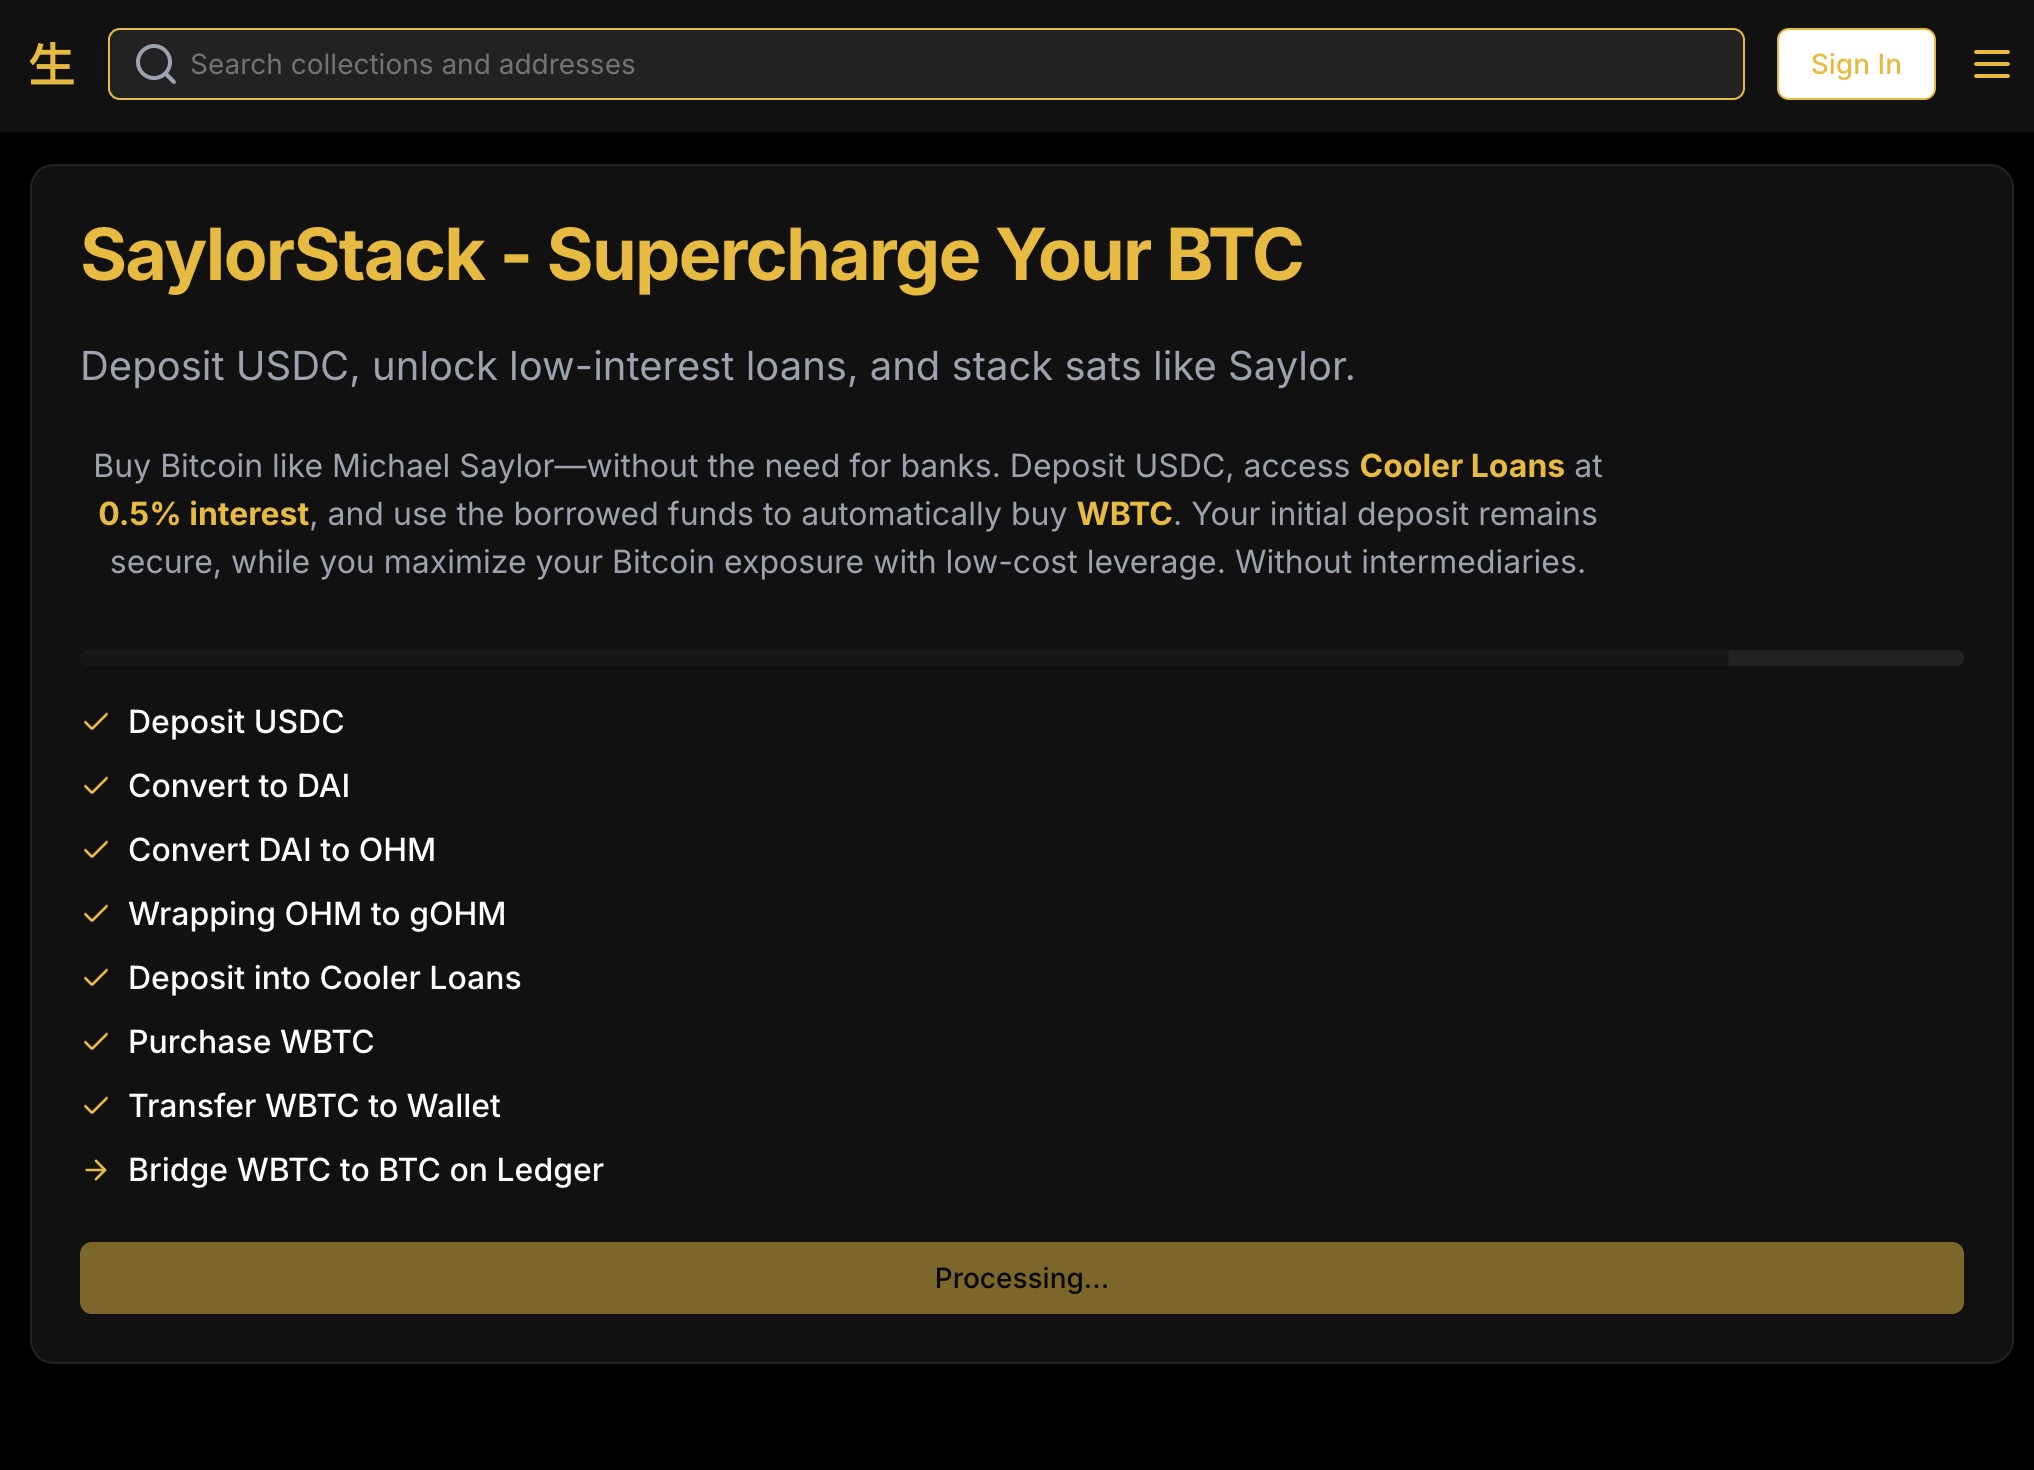 生
Search collections and addresses
Sign In
SaylorStack - Supercharge Your BTC
Deposit USDC, unlock low-interest loans, and stack sats like Saylor.
Buy Bitcoin like Michael Saylor—without the need for banks. Deposit USDC, access Cooler Loans at
0.5% interest, and use the borrowed funds to automatically buy WBTC. Your initial deposit remains
secure, while you maximize your Bitcoin exposure with low-cost leverage. Without intermediaries.
Deposit USDC
Convert to DAI
Convert DAI to OHM
Wrapping OHM to gOHM
Deposit into Cooler Loans
Purchase WBTC
Transfer WBTC to Wallet
Bridge WBTC to BTC on Ledger
Processing...